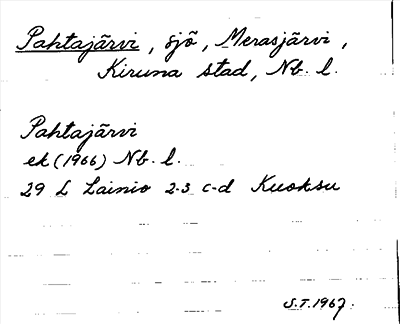 Pahtajärvi, sjö, Merasjärvi,
Kiruna stad, Nb. l.
Pahtajärvi
ek (1966) Nb. l.
29 L Lainio 2-3 c-d Kuoksu
S.T. 1967.